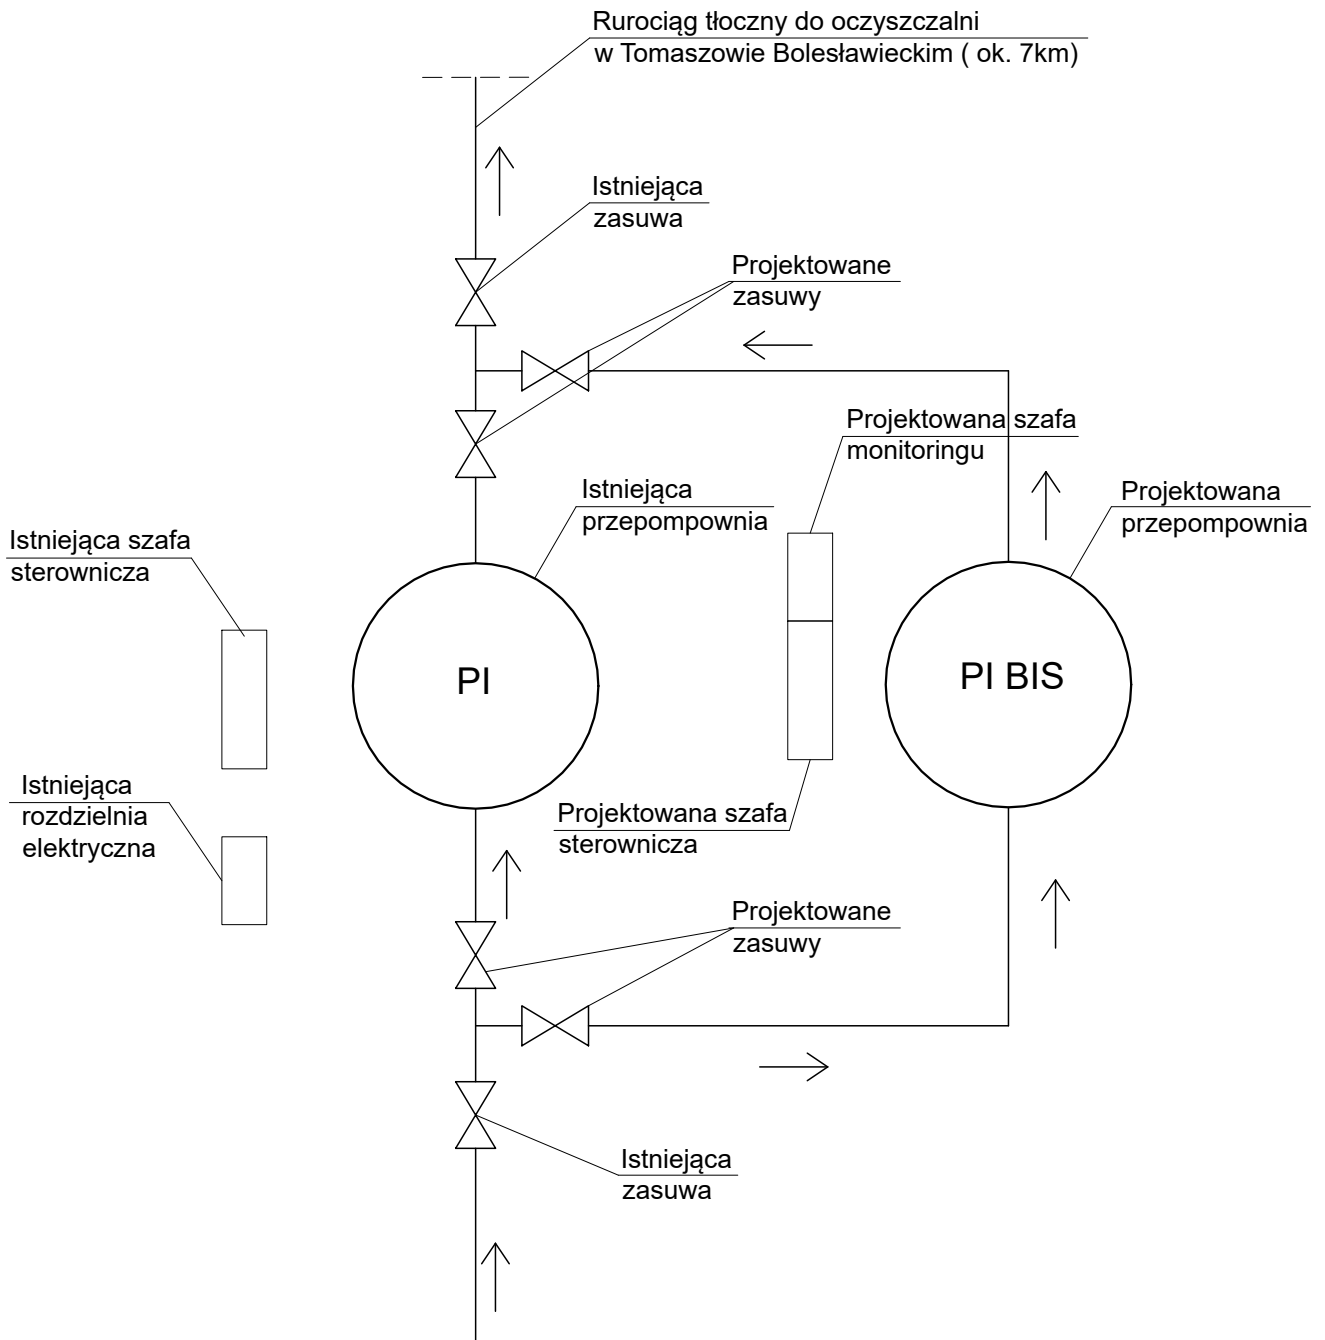 Rurociąg tłoczny do oczyszczalni
w Tomaszowie Bolesławieckim ( ok. 7km)
Istniejąca
zasuwa
Projektowane
zasuwy
Projektowana szafa
monitoringu
Istniejąca
przepompownia
Projektowana
przepompownia
Istniejąca szafa
sterownicza
PI
PI BIS
Istniejąca
rozdzielnia
elektryczna
Projektowana szafa
sterownicza
Projektowane
zasuwy
Istniejąca
zasuwa